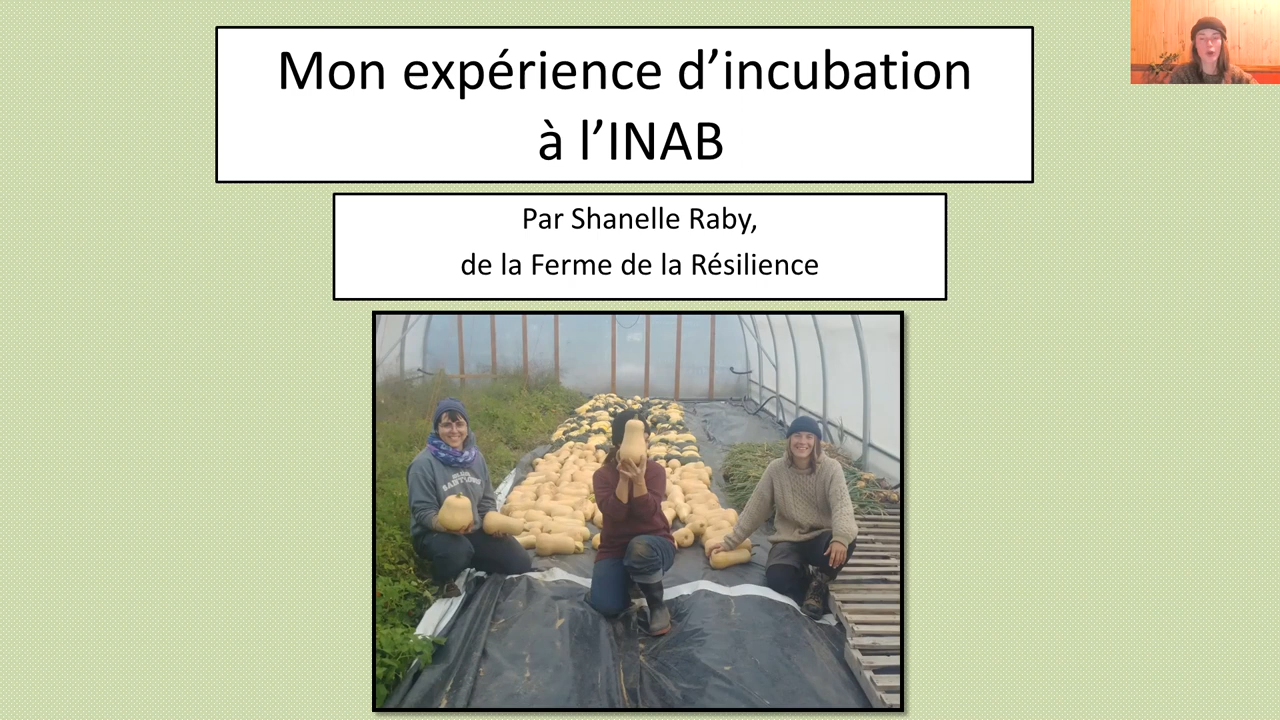 Mon expérience d’incubation
à l’INAB
Par Shanelle Raby,
de la Ferme de la Résilience